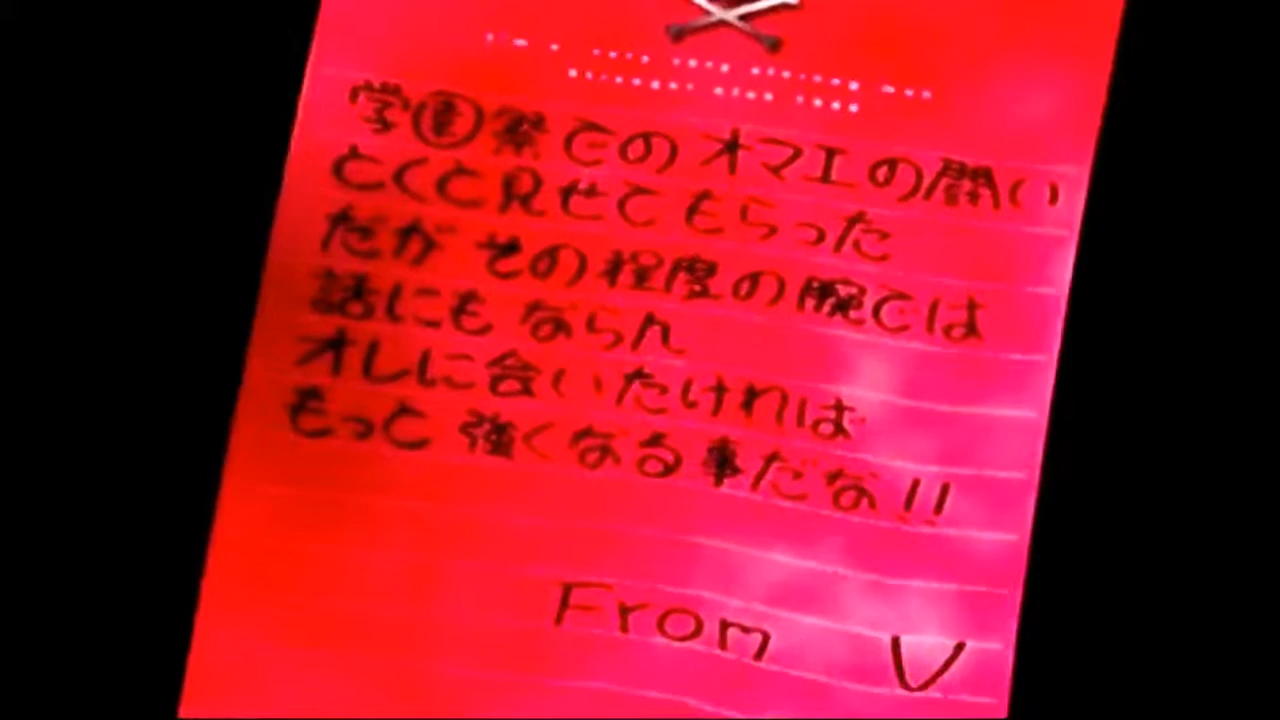 学園祭でのオマエの闘い
とくと見せてもらった
だが その程度の腕では
話にも ならん
オレに会いたければ
もっと 強くなる事だな!!
From V